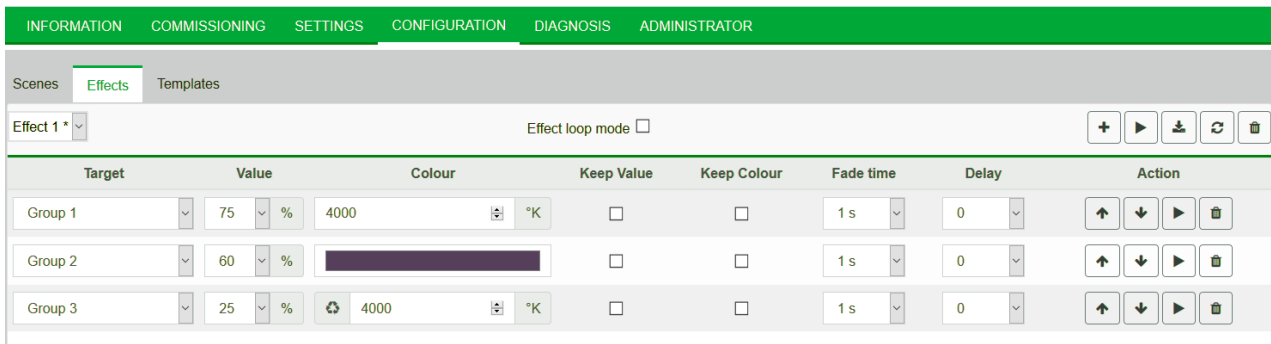 INFORMATION COMMISSIONING SETTINGS CONFIGURATION DIAGNOSIS ADMINISTRATOR
Scenes Effects Templates
Effect 1 * Effect loop mode
Target Value Colour Keep Value Keep Colour Fade time Delay Action
Group 1 75 % 4000 °K 1 s 0
Group 2 60 % 1 s 0
Group 3 25 % 4000 °K 1 s 0